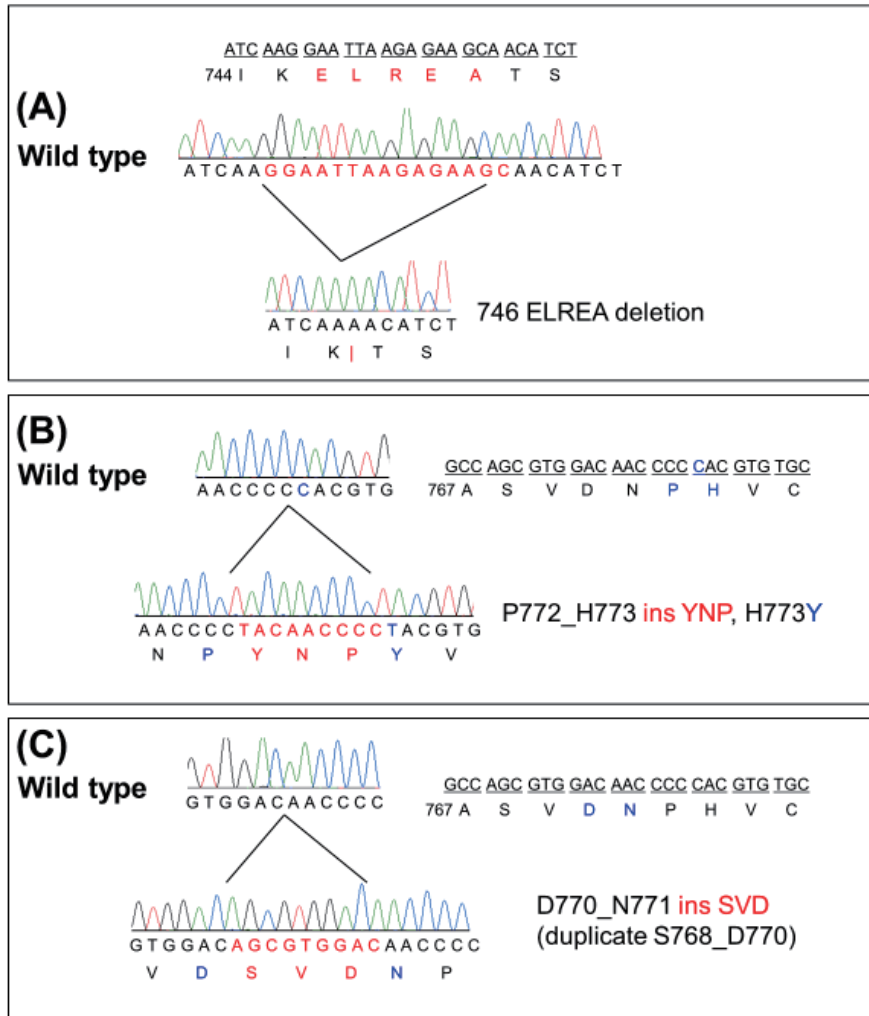 (A)
Wild type
ATC AAG GAA TTA AGA GAA GCA ACA TCT
744 I K E L R E A T S
ATCAAGGAATTAAGAGAAGCAACATCT
ATCAAAACATCT
I K | T S
746 ELREA deletion
(B)
Wild type
AACCCCCACGTG
GCC AGC GTG GAC AAC CCC CAC GTG TGC
767 A S V D N P H V C
AACCCCTACAACCCCTACGTG
N P Y N P Y V
P772_H773 ins YNP, H773Y
(C)
Wild type
GTGGACAACCCC
GCC AGC GTG GAC AAC CCC CAC GTG TGC
767 A S V D N P H V C
GTGGACAGCGTGGACAACCCC
V D S V D N P
D770_N771 ins SVD
(duplicate S768_D770)